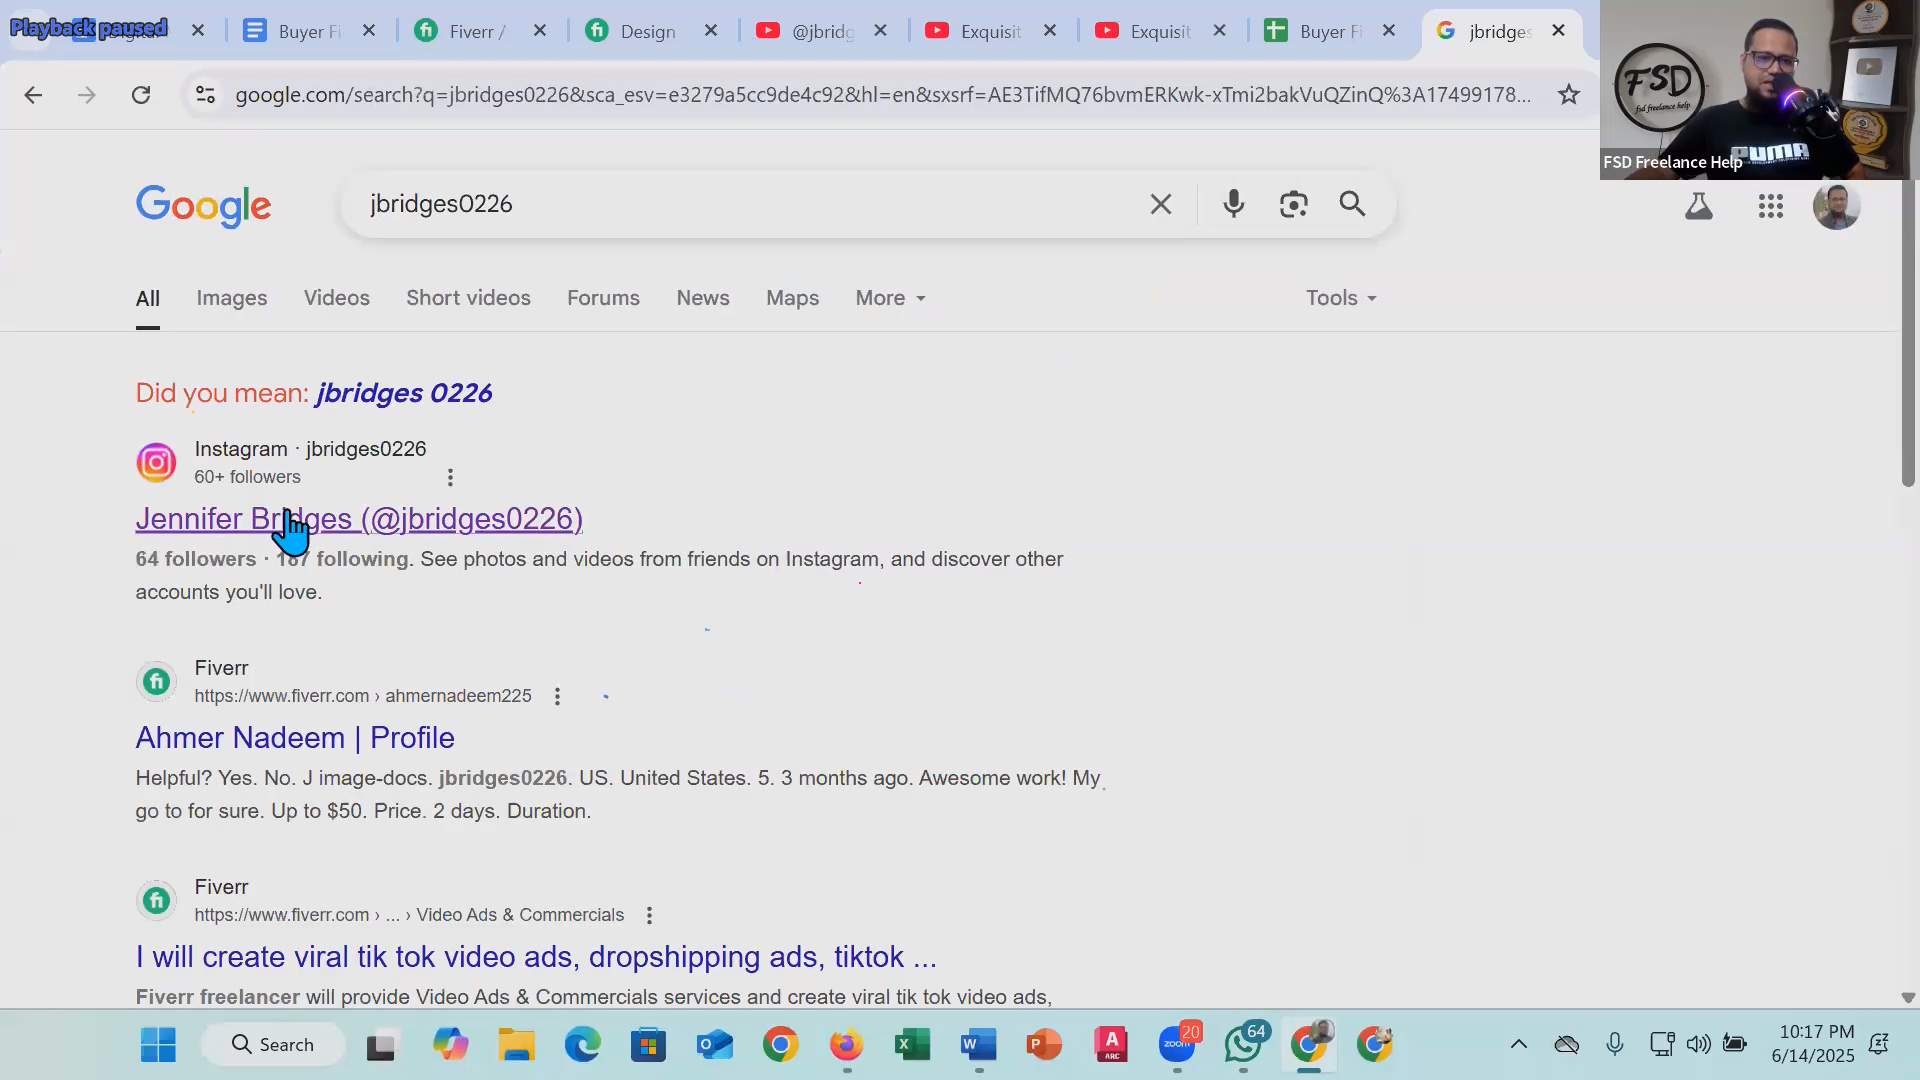 Playback paused
Digital
Buyer Fi
Fiverr /
Design
@jbridg
Exquisit
Exquisit
Buyer Fi
jbridges
google.com/search?q=jbridges0226&sca_esv=e3279a5cc9de4c92&hl=en&sxsrf=AE3TifMQ76bvmERKwk-xTmi2bakVuQZinQ%3A17499178...
FSD
fsd freelance help
PUMA
FSD Freelance Help
Google
jbridges0226
All
Images
Videos
Short videos
Forums
News
Maps
More
Tools
Did you mean: jbridges 0226
Instagram · jbridges0226
60+ followers
Jennifer Bridges (@jbridges0226)
64 followers · 187 following. See photos and videos from friends on Instagram, and discover other
accounts you'll love.
Fiverr
https://www.fiverr.com › ahmernadeem225
Ahmer Nadeem | Profile
Helpful? Yes. No. J image-docs. jbridges0226. US. United States. 5. 3 months ago. Awesome work! My
go to for sure. Up to $50. Price. 2 days. Duration.
Fiverr
https://www.fiverr.com › ... › Video Ads & Commercials
I will create viral tik tok video ads, dropshipping ads, tiktok ...
Fiverr freelancer will provide Video Ads & Commercials services and create viral tik tok video ads,
Search
A
ARC
zoom
20
64
10:17 PM
6/14/2025